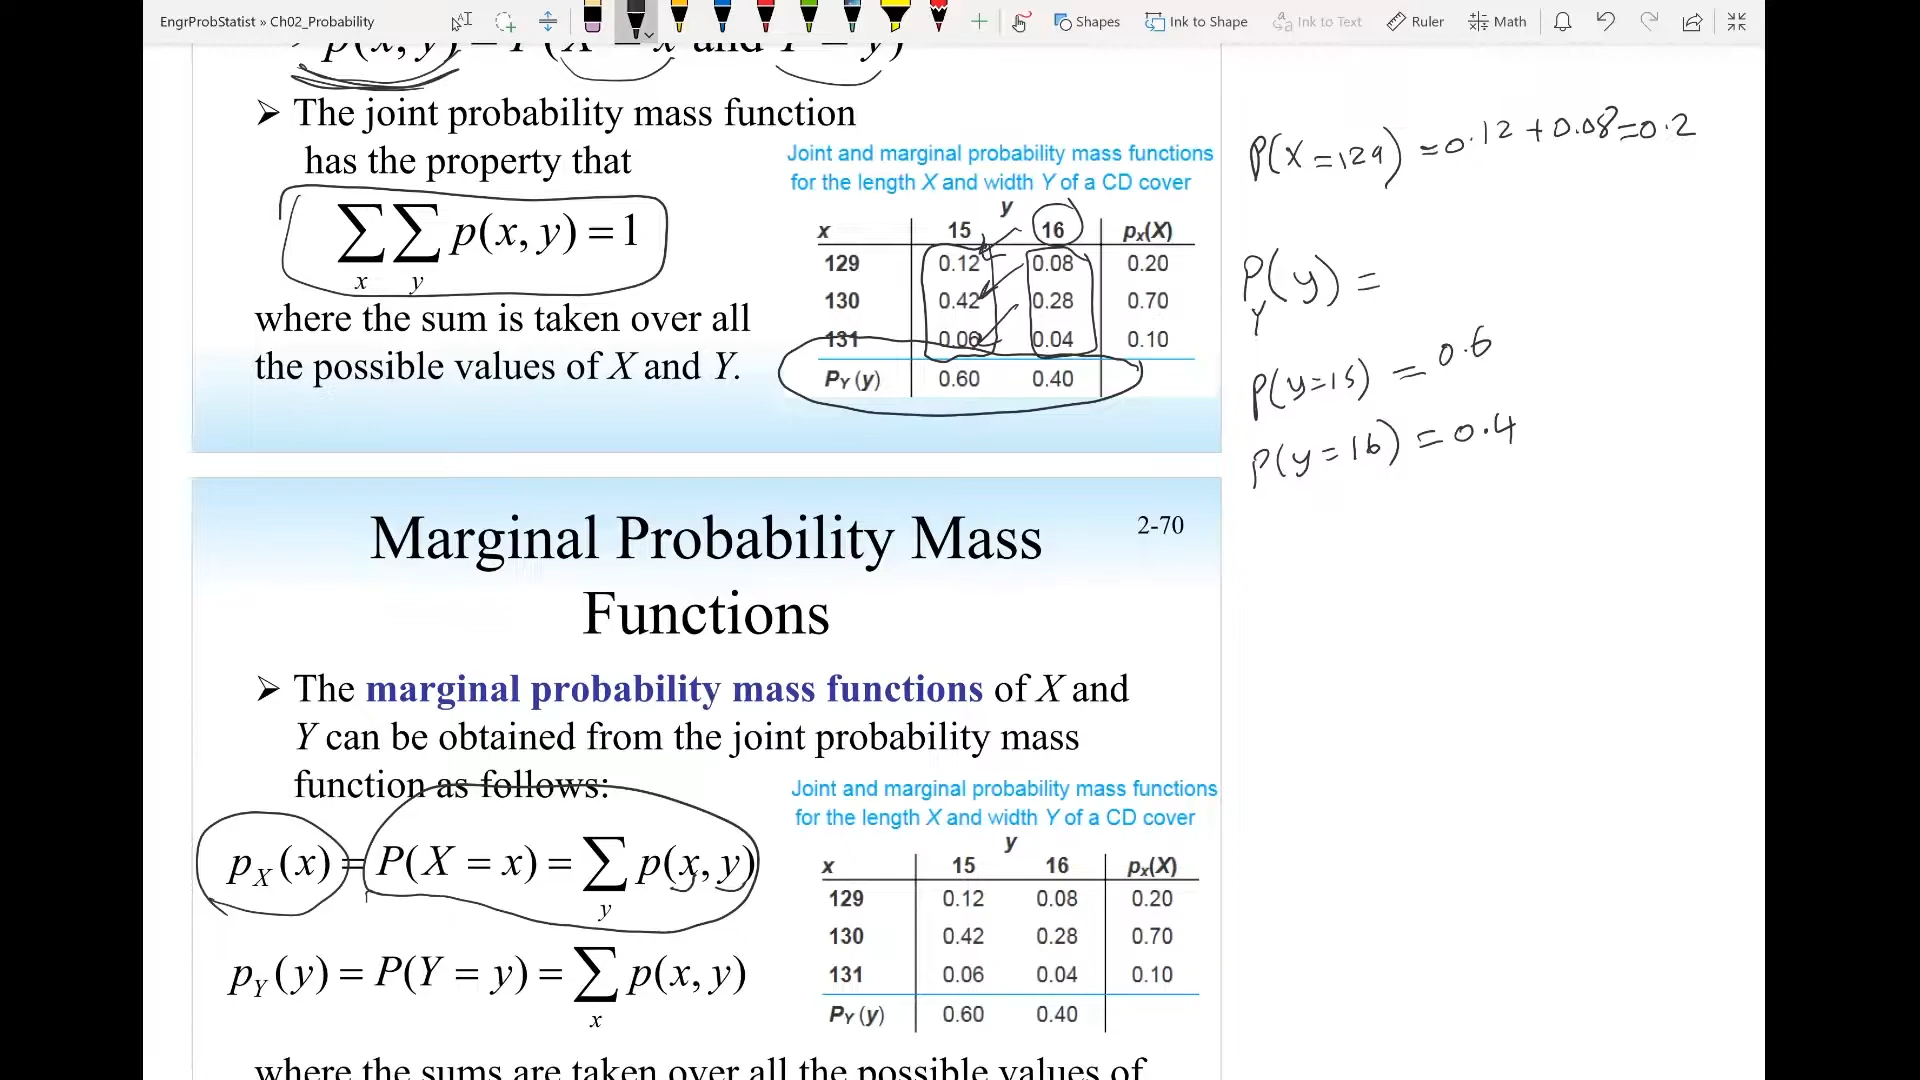 EngrProbStatist » Ch02_Probability
Shapes
Ink to Shape
Ink to Text
Ruler
Math
p(x, y) = P(X = x and Y = y)
➢ The joint probability mass function
has the property that
∑∑ p(x, y) = 1
x y
where the sum is taken over all
the possible values of X and Y.
Joint and marginal probability mass functions
for the length X and width Y of a CD cover
y
x 15 16 pₓ(X)
129 0.12 0.08 0.20
130 0.42 0.28 0.70
131 0.06 0.04 0.10
P_Y (y) 0.60 0.40
P(X=129) = 0.12 + 0.08 = 0.2
P_Y(y) =
P(y=15) = 0.6
P(y=16) = 0.4
Marginal Probability Mass
Functions
2-70
➢ The marginal probability mass functions of X and
Y can be obtained from the joint probability mass
function as follows:
p_X (x) = P(X = x) = ∑ p(x, y)
y
p_Y (y) = P(Y = y) = ∑ p(x, y)
x
Joint and marginal probability mass functions
for the length X and width Y of a CD cover
y
x 15 16 pₓ(X)
129 0.12 0.08 0.20
130 0.42 0.28 0.70
131 0.06 0.04 0.10
P_Y (y) 0.60 0.40
where the sums are taken over all the possible values of